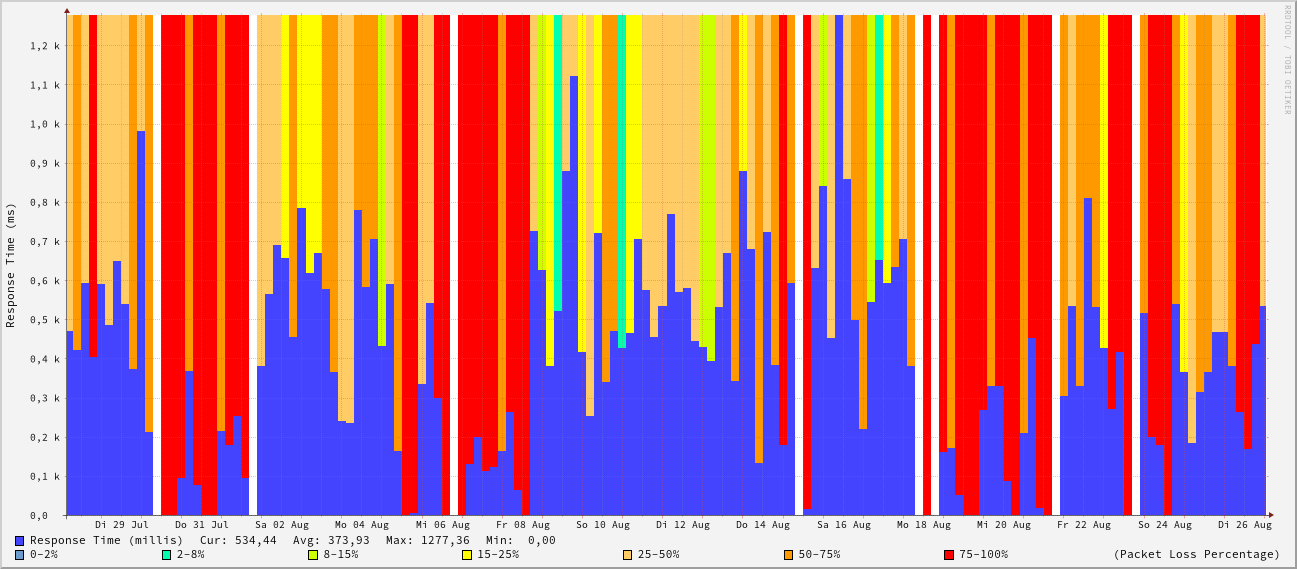 RRDTOOL / TOBI OETIKER
Response Time (ms)
1,2 k
1,1 k
1,0 k
0,9 k
0,8 k
0,7 k
0,6 k
0,5 k
0,4 k
0,3 k
0,2 k
0,1 k
0,0
Di 29 Jul Do 31 Jul Sa 02 Aug Mo 04 Aug Mi 06 Aug Fr 08 Aug So 10 Aug Di 12 Aug Do 14 Aug Sa 16 Aug Mo 18 Aug Mi 20 Aug Fr 22 Aug So 24 Aug Di 26 Aug
Response Time (millis) Cur: 534,44 Avg: 373,93 Max: 1277,36 Min: 0,00
0-2% 2-8% 8-15% 15-25% 25-50% 50-75% 75-100% (Packet Loss Percentage)